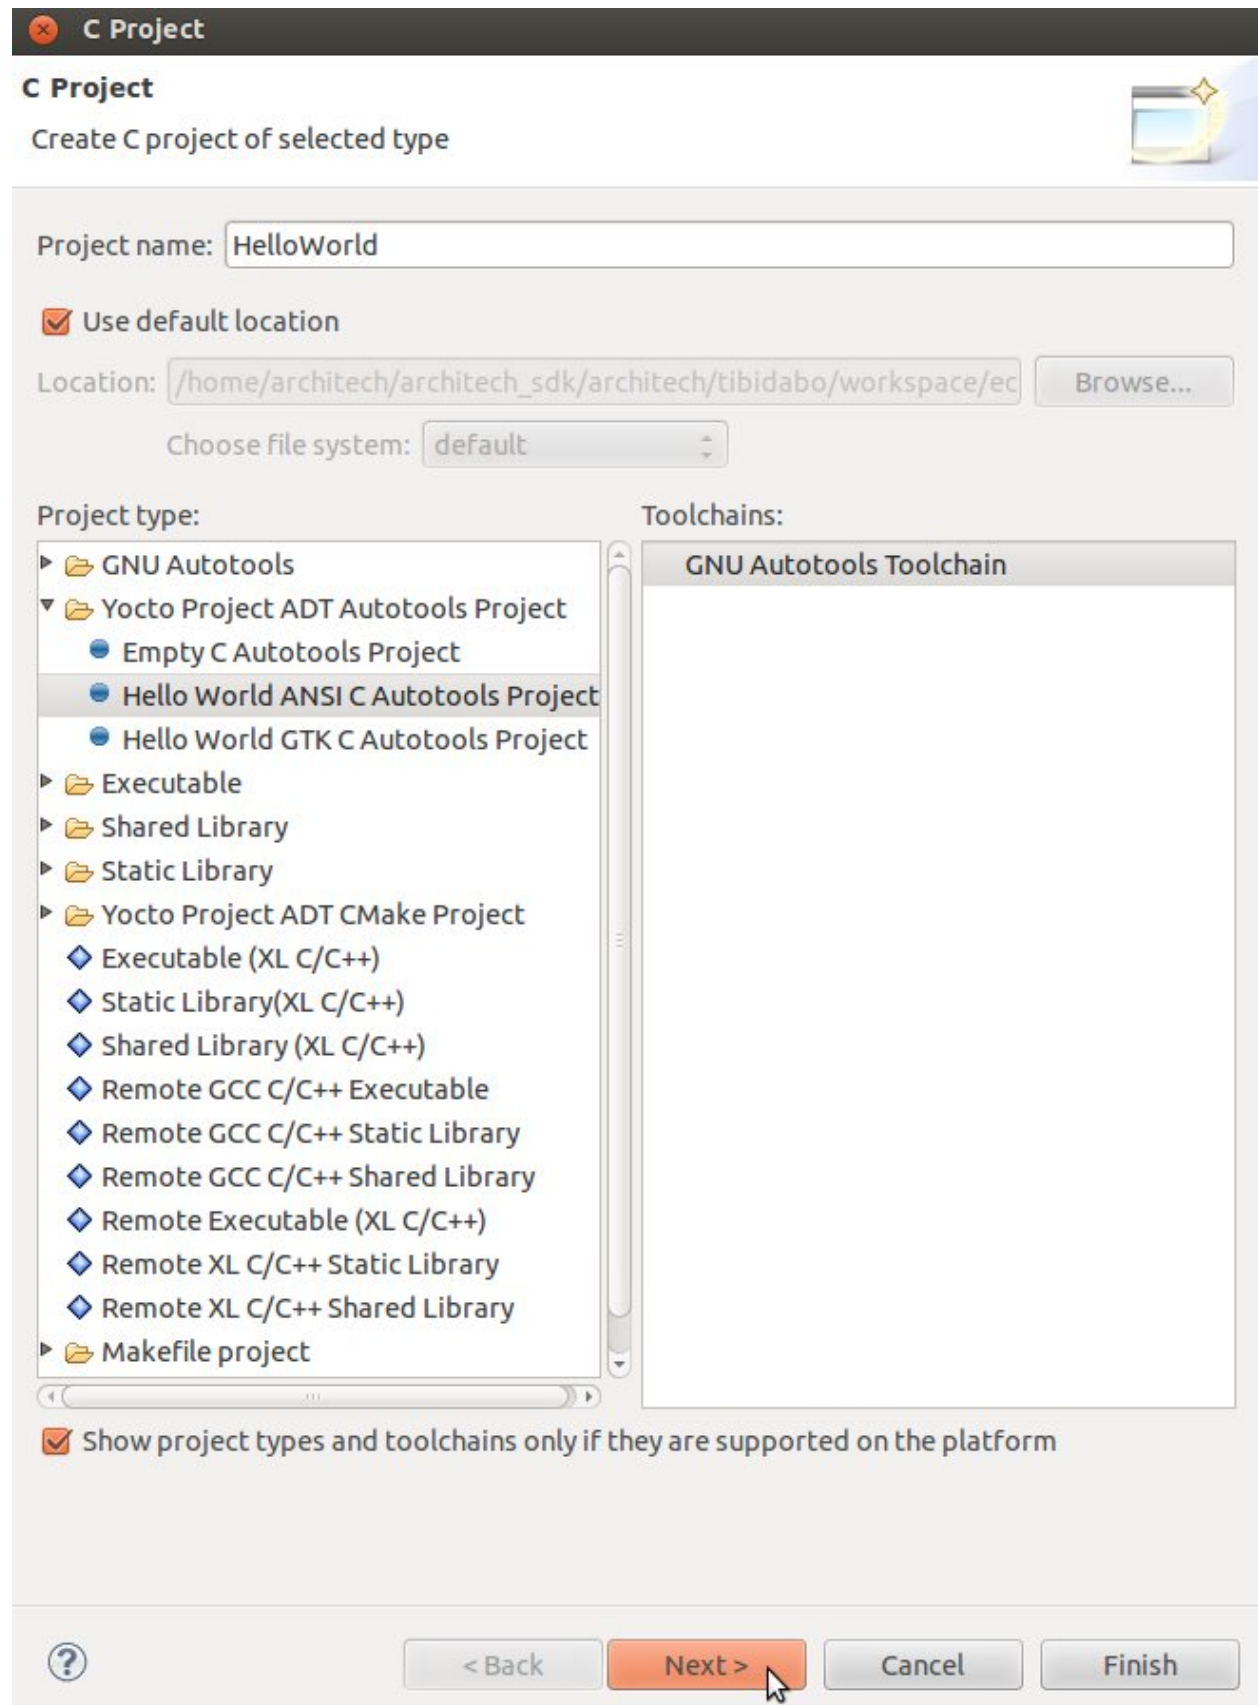 C Project
C Project
Create C project of selected type
Project name: HelloWorld
Use default location
Location: /home/architech/architech_sdk/architech/tibidabo/workspace/ec Browse...
Choose file system: default
Project type: Toolchains:
GNU Autotools GNU Autotools Toolchain
Yocto Project ADT Autotools Project
Empty C Autotools Project
Hello World ANSI C Autotools Project
Hello World GTK C Autotools Project
Executable
Shared Library
Static Library
Yocto Project ADT CMake Project
Executable (XL C/C++)
Static Library(XL C/C++)
Shared Library (XL C/C++)
Remote GCC C/C++ Executable
Remote GCC C/C++ Static Library
Remote GCC C/C++ Shared Library
Remote Executable (XL C/C++)
Remote XL C/C++ Static Library
Remote XL C/C++ Shared Library
Makefile project
Show project types and toolchains only if they are supported on the platform
? < Back Next > Cancel Finish